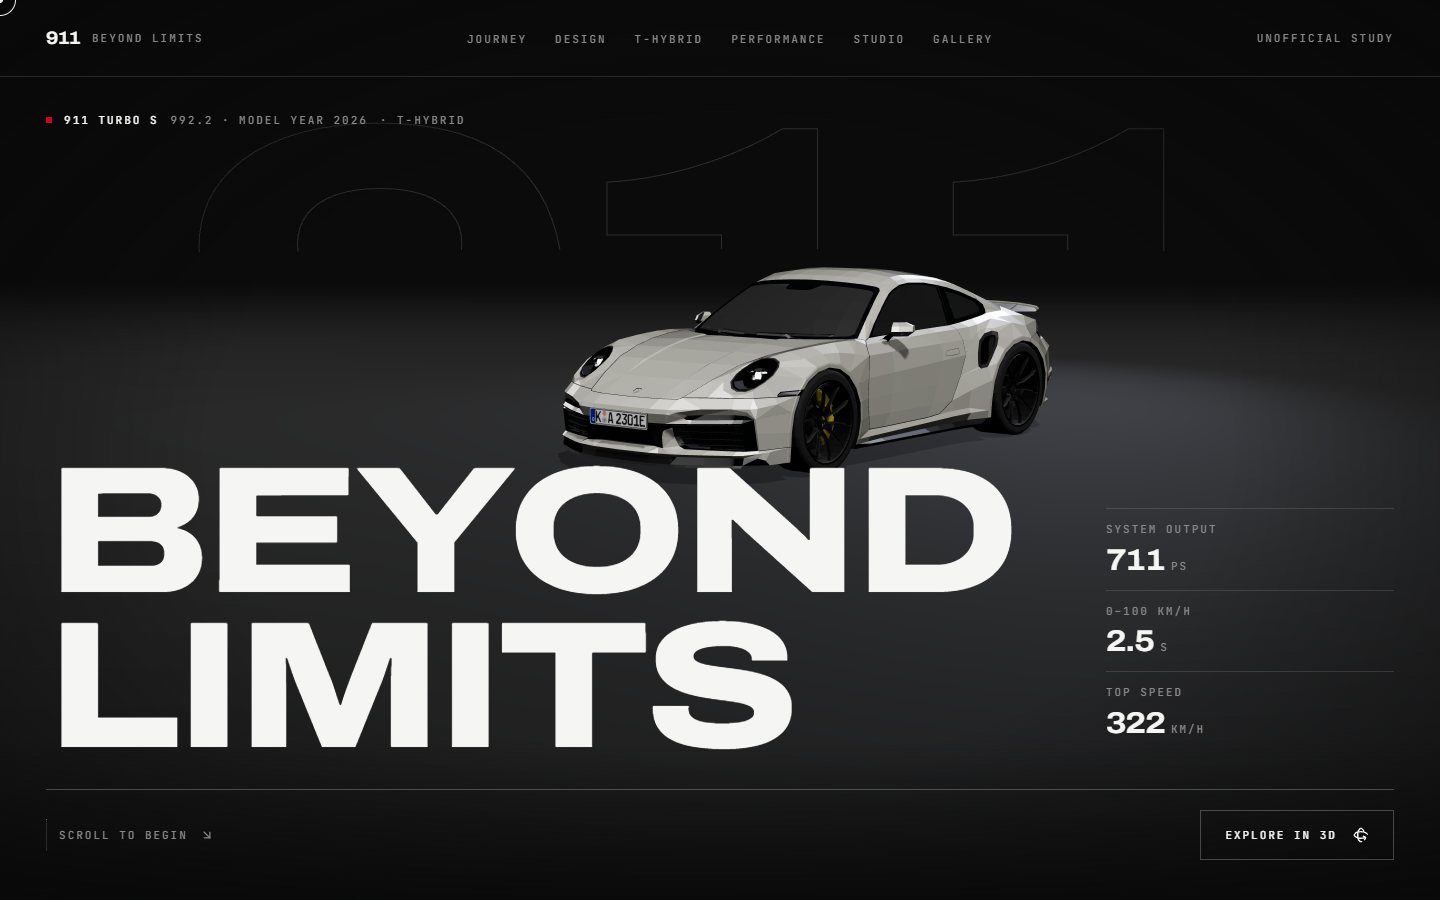 911 BEYOND LIMITS
JOURNEY DESIGN T-HYBRID PERFORMANCE STUDIO GALLERY
UNOFFICIAL STUDY
911 TURBO S 992.2 · MODEL YEAR 2026 · T-HYBRID
911
K A 2301E
BEYOND
LIMITS
SYSTEM OUTPUT
711 PS
0–100 KM/H
2.5 S
TOP SPEED
322 KM/H
SCROLL TO BEGIN
EXPLORE IN 3D